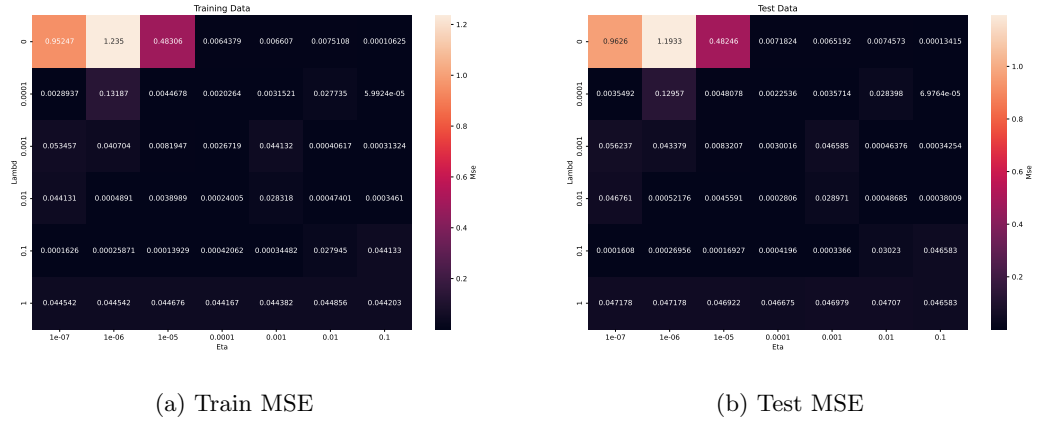 Training Data
0 0.95247 1.235 0.48306 0.0064379 0.006607 0.0075108 0.00010625
0.0001 0.0028937 0.13187 0.0044678 0.0020264 0.0031521 0.027735 5.9924e-05
0.001 0.053457 0.040704 0.0081947 0.0026719 0.044132 0.00040617 0.00031324
0.01 0.044131 0.0004891 0.0038989 0.00024005 0.028318 0.00047401 0.0003461
0.1 0.0001626 0.00025871 0.00013929 0.00042062 0.00034482 0.027945 0.044133
1 0.044542 0.044542 0.044676 0.044167 0.044382 0.044856 0.044203
Lambd
1e-07 1e-06 1e-05 0.0001 0.001 0.01 0.1
Eta
1.2
1.0
0.8
0.6
0.4
0.2
Mse
(a) Train MSE
Test Data
0 0.9626 1.1933 0.48246 0.0071824 0.0065192 0.0074573 0.00013415
0.0001 0.0035492 0.12957 0.0048078 0.0022536 0.0035714 0.028398 6.9764e-05
0.001 0.056237 0.043379 0.0083207 0.0030016 0.046585 0.00046376 0.00034254
0.01 0.046761 0.00052176 0.0045591 0.0002806 0.028971 0.00048685 0.00038009
0.1 0.0001608 0.00026956 0.00016927 0.0004196 0.0003366 0.03023 0.046583
1 0.047178 0.047178 0.046922 0.046675 0.046979 0.04707 0.046583
Lambd
1e-07 1e-06 1e-05 0.0001 0.001 0.01 0.1
Eta
1.0
0.8
0.6
0.4
0.2
Mse
(b) Test MSE